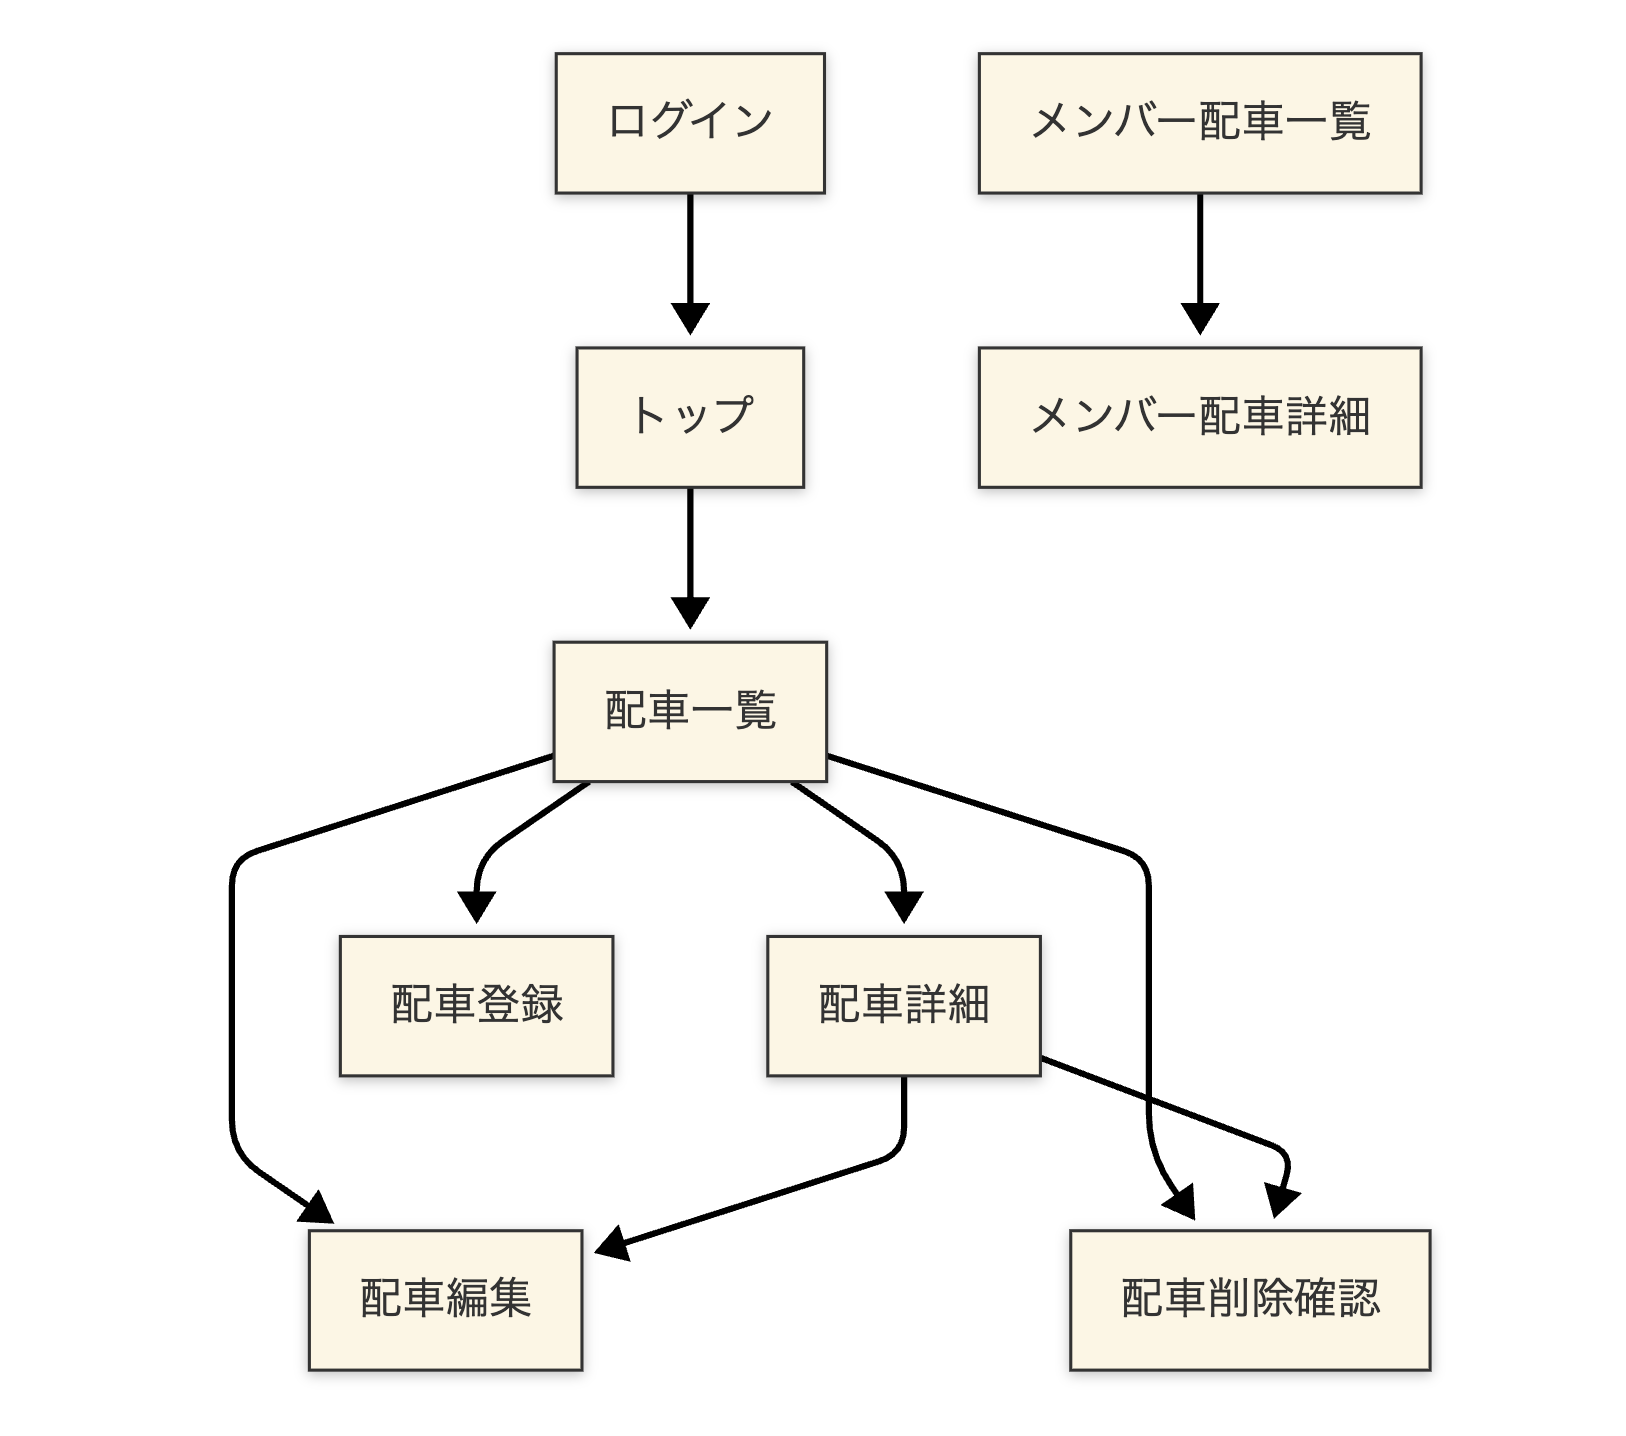 ログイン
メンバー配車一覧
トップ
メンバー配車詳細
配車一覧
配車登録
配車詳細
配車編集
配車削除確認